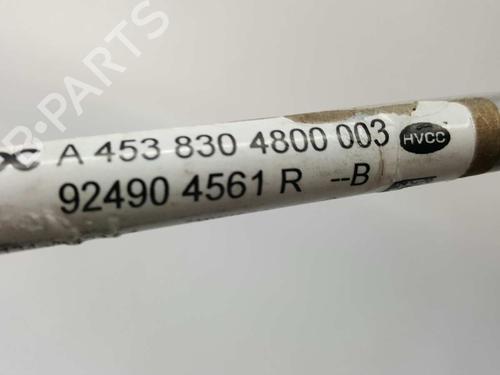 A 453 830 4800 003 HVCC
92490 4561 R --B
B-PARTS